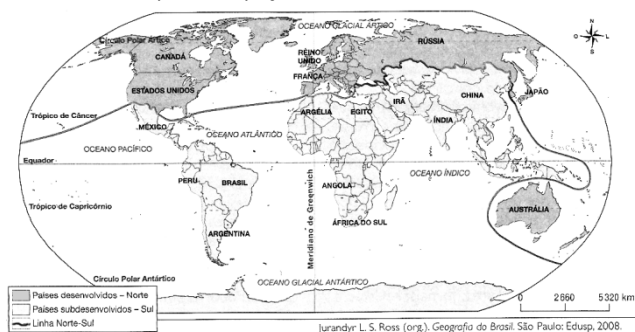 OCEANO GLACIAL ÁRTICO
Círculo Polar Ártico
CANADÁ
REINO
UNIDO
RÚSSIA
FRANÇA
ESTADOS UNIDOS
JAPÃO
CHINA
IRÃ
Trópico de Câncer
ARGÉLIA
EGITO
MÉXICO
ÍNDIA
OCEANO ATLÂNTICO
OCEANO PACÍFICO
Equador
OCEANO ÍNDICO
PERU
BRASIL
ANGOLA
Trópico de Capricórnio
AUSTRÁLIA
ÁFRICA DO SUL
ARGENTINA
Meridiano de Greenwich
Círculo Polar Antártico
OCEANO GLACIAL ANTÁRTICO
N
O
L
S
Países desenvolvidos – Norte
Países subdesenvolvidos – Sul
Linha Norte-Sul
0 2660 5320 km
Jurandyr L. S. Ross (org.). Geografia do Brasil. São Paulo: Edusp, 2008.